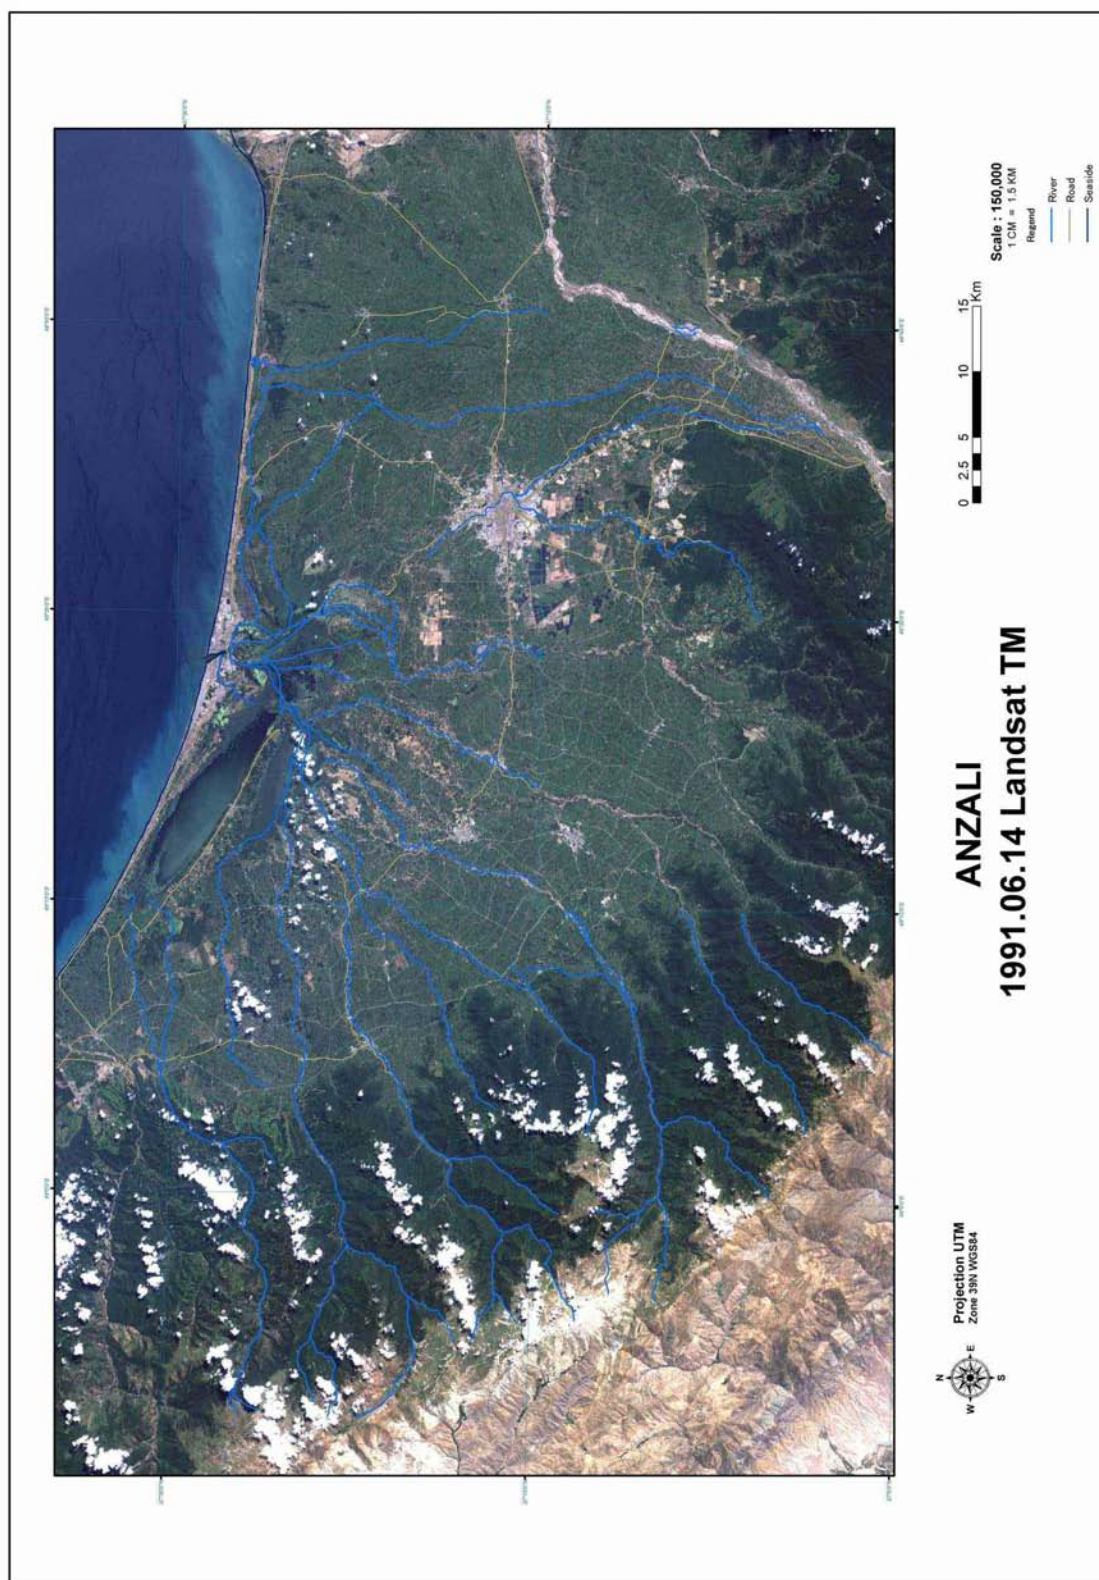 ANZALI
1991.06.14 Landsat TM
Projection UTM
Zone 39N WGS84
N
W E
S
0 2.5 5 10 15
Km
Scale : 150,000
1 CM = 1.5 KM
Regend
River
Road
Seaside